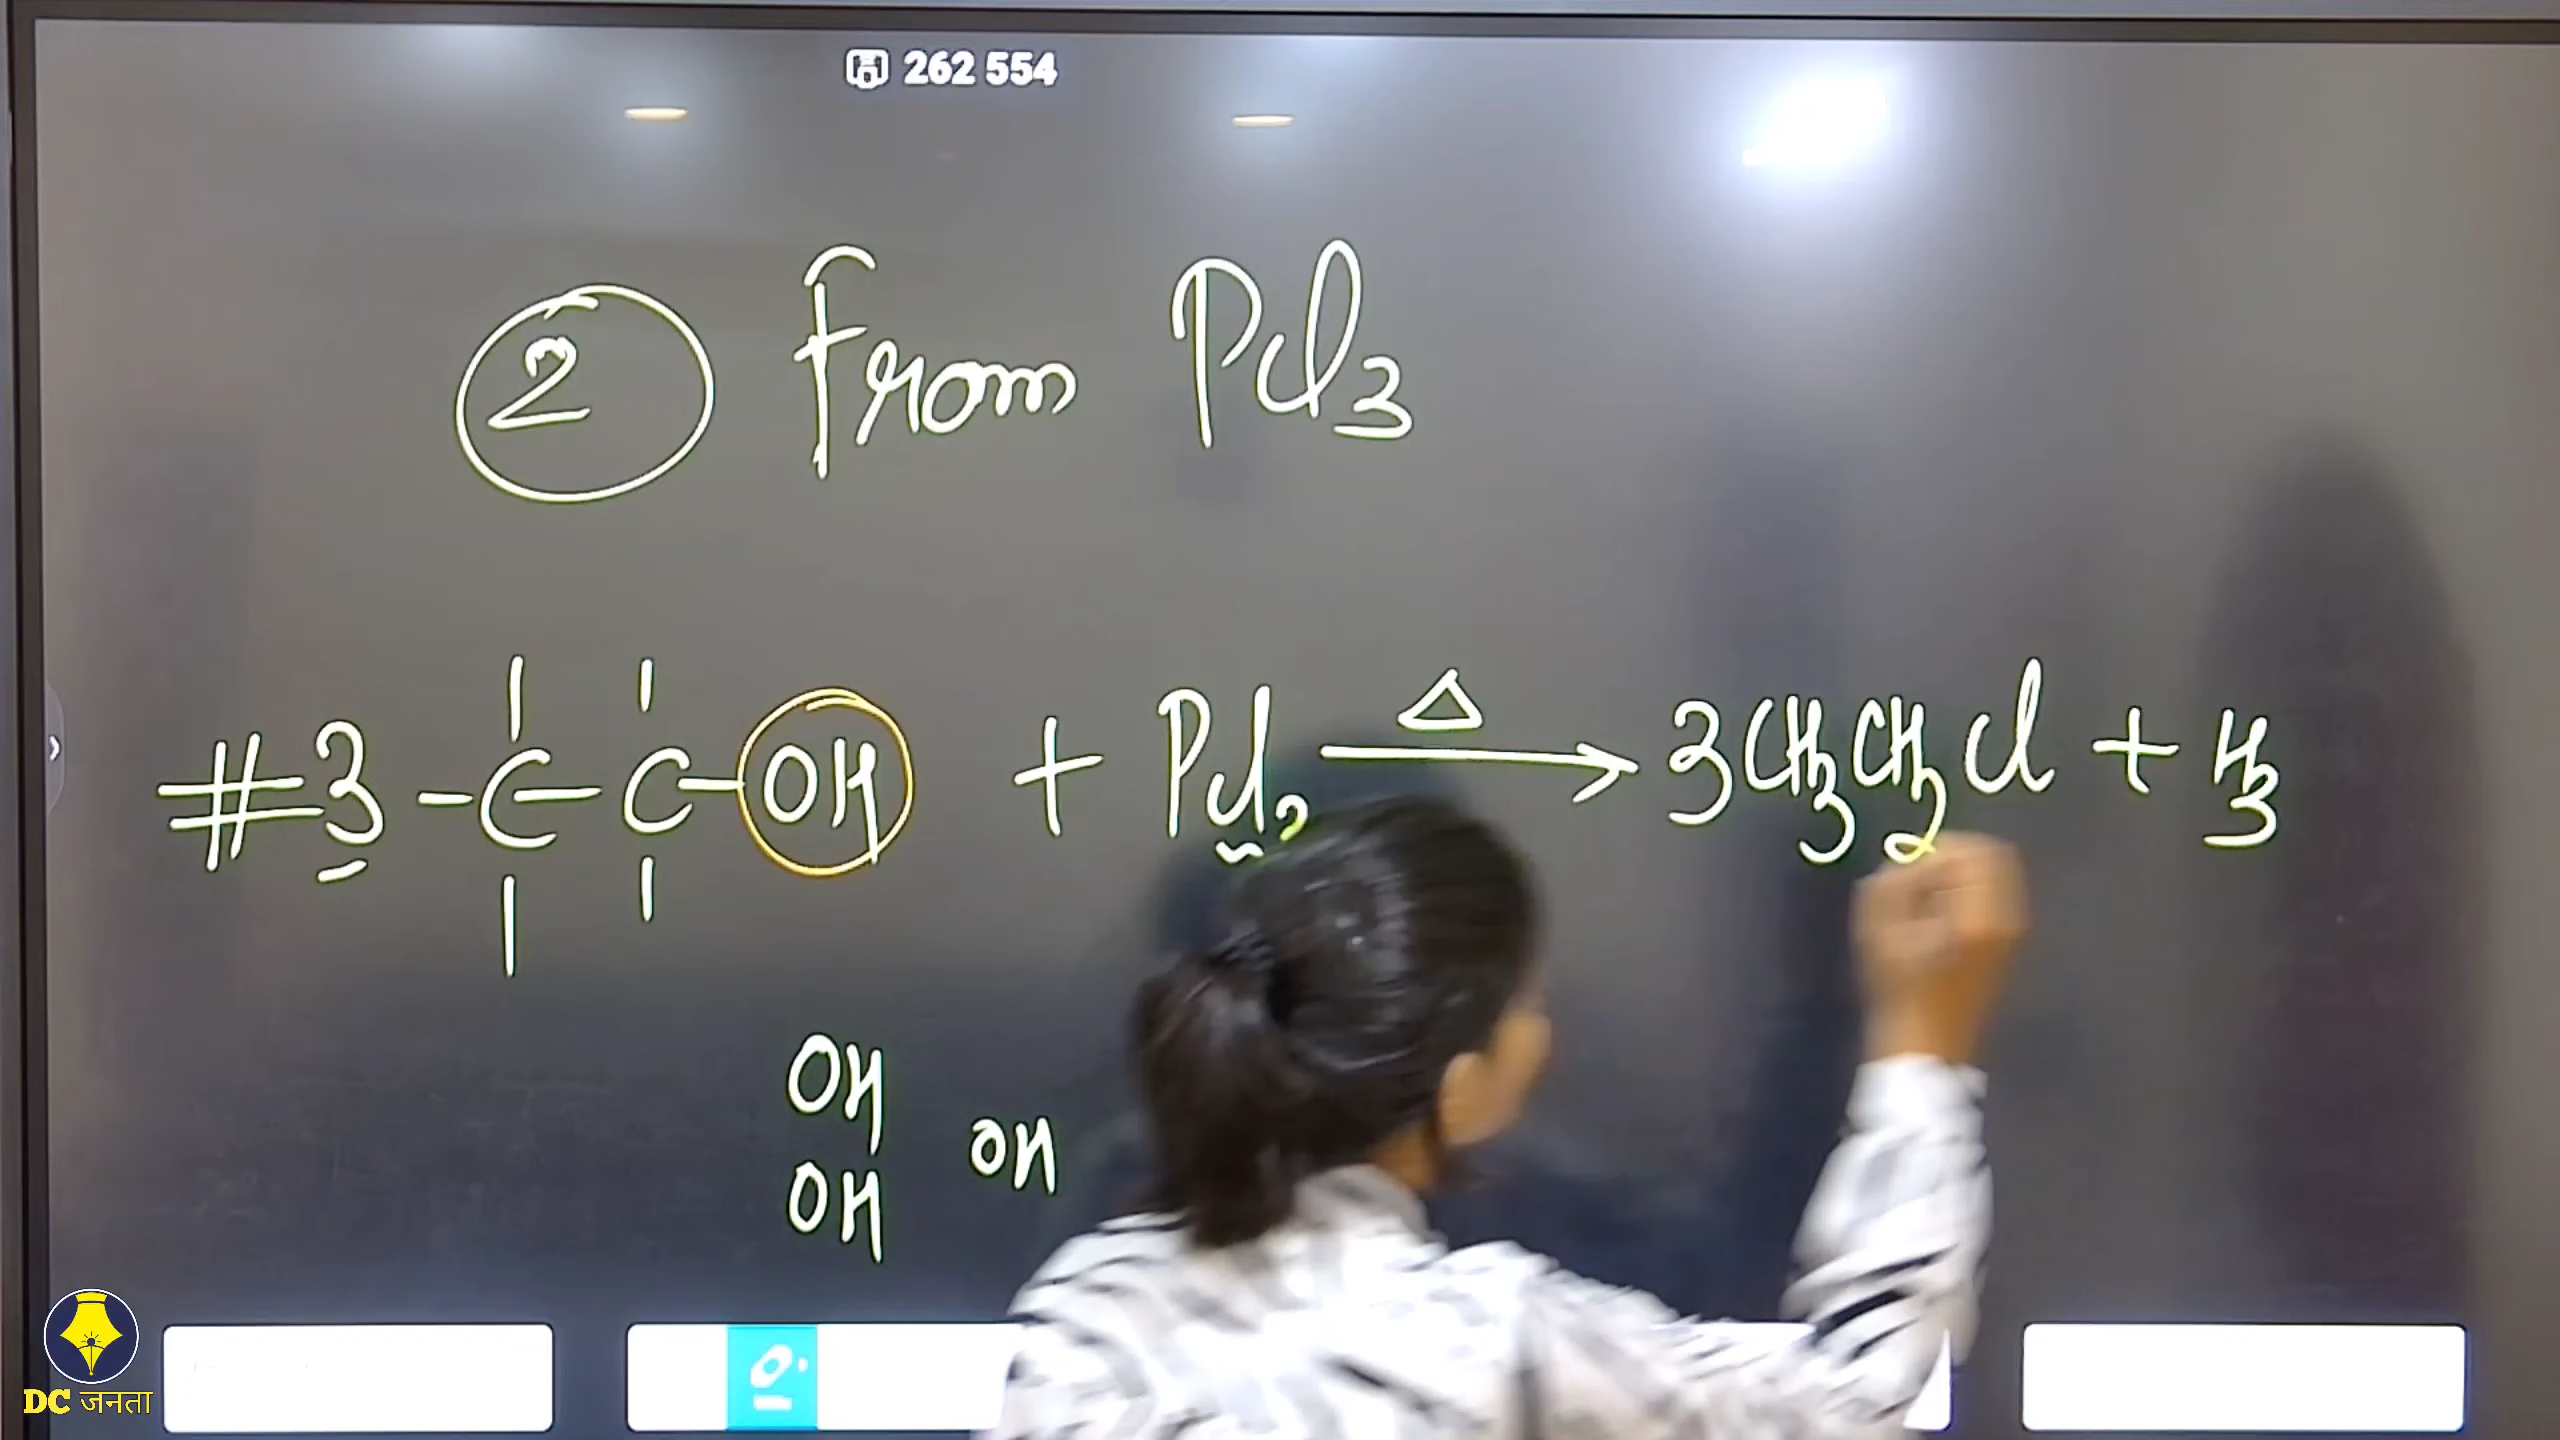 262 554
2 From PCl3
#3-C-C-OH + PCl3 △ → 3CH3CH2Cl + H3
OH
OH
OH
DC जनता